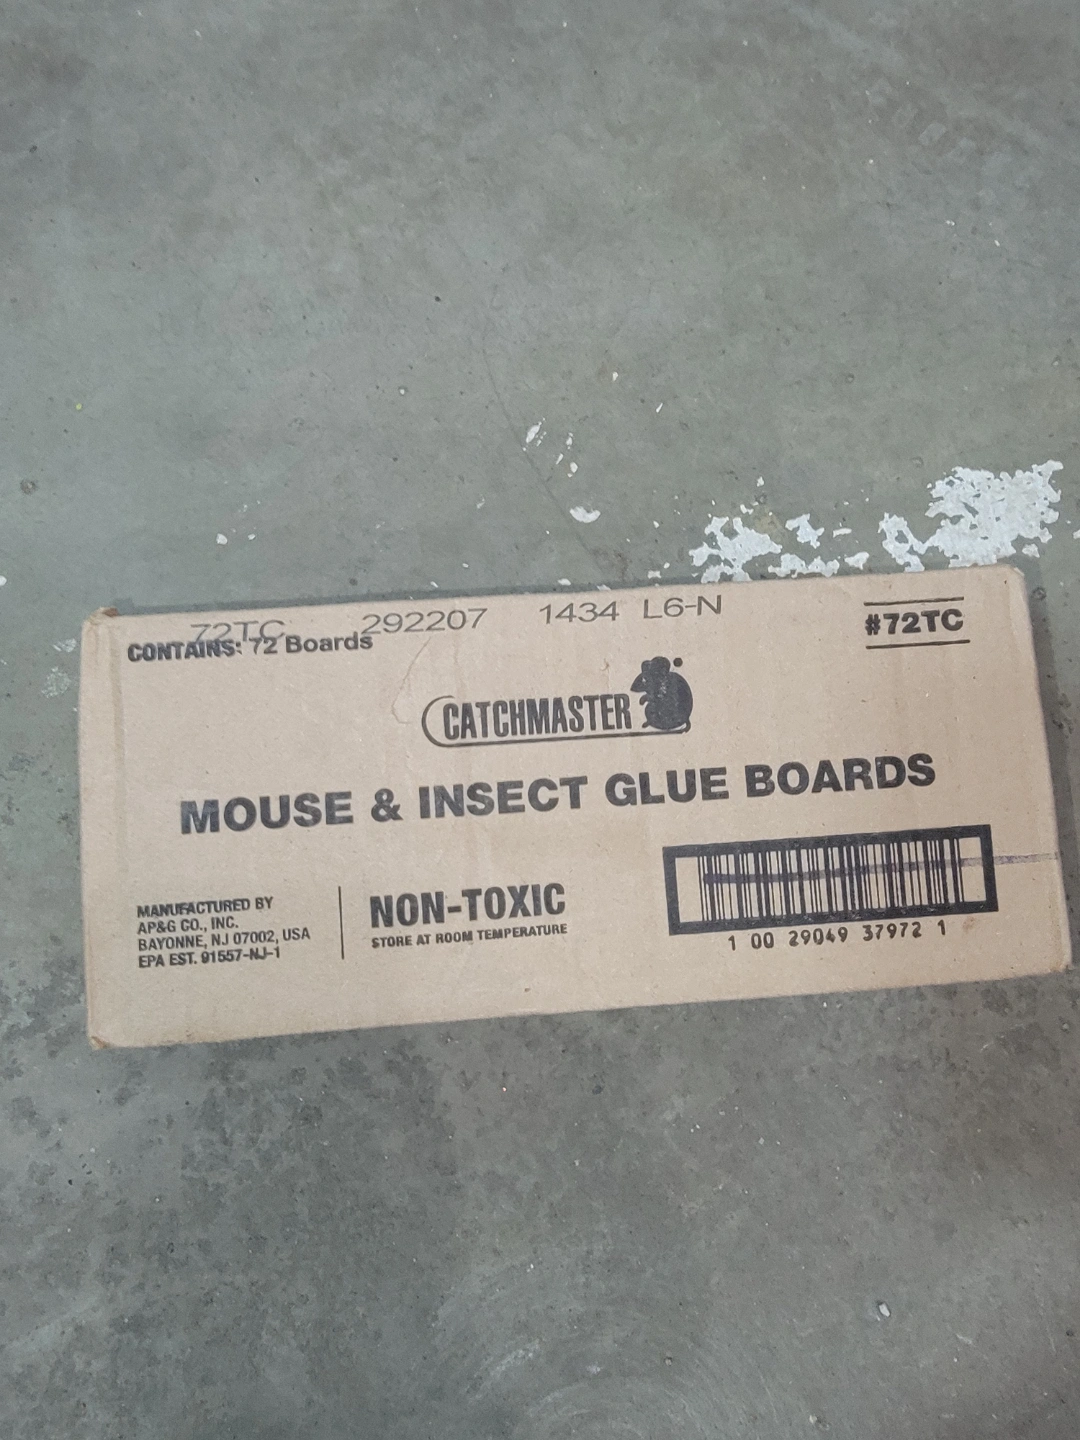 72TC 292207 1434 L6-N
CONTAINS: 72 Boards
#72TC
CATCHMASTER
MOUSE & INSECT GLUE BOARDS
MANUFACTURED BY
AP&G CO., INC.
BAYONNE, NJ 07002, USA
EPA EST. 91557-NJ-1
NON-TOXIC
STORE AT ROOM TEMPERATURE
1 00 29049 37972 1